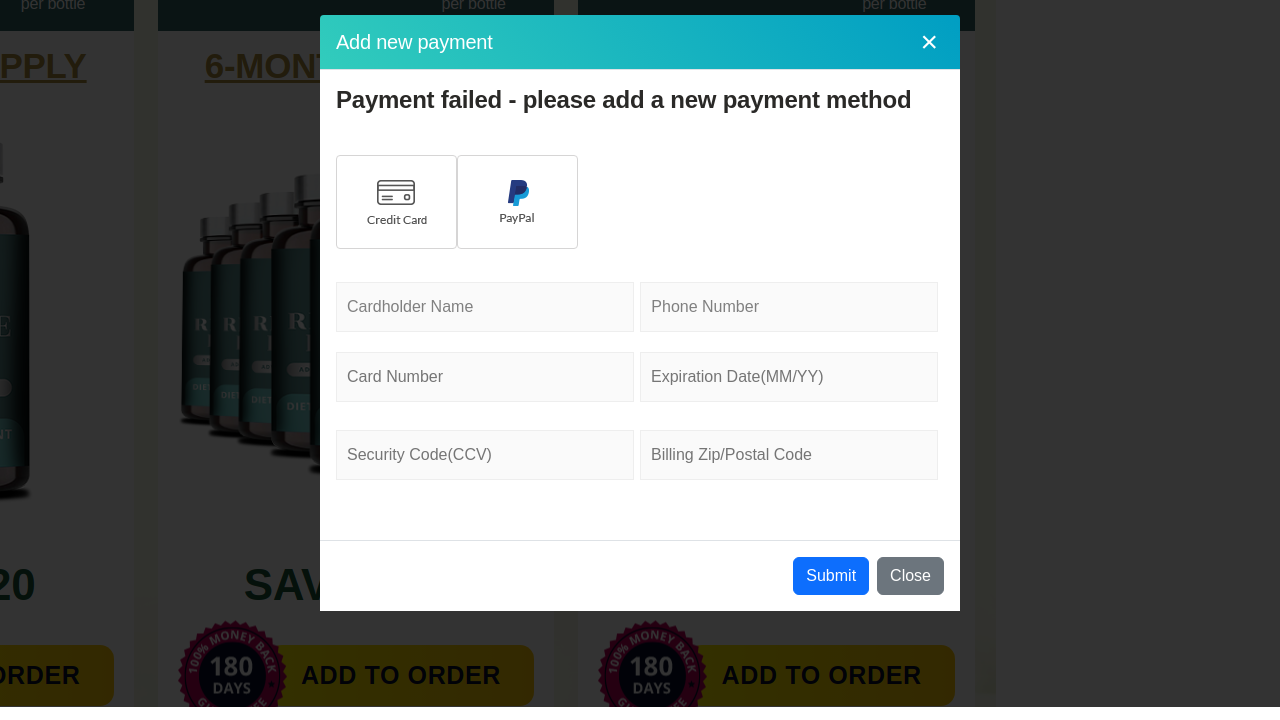 per bottle
per bottle
per bottle
Add new payment
Payment failed - please add a new payment method
Credit Card
PayPal
Cardholder Name
Phone Number
Card Number
Expiration Date(MM/YY)
Security Code(CCV)
Billing Zip/Postal Code
Submit
Close
PPLY
6-MONT
20
SAV
ORDER
100% MONEY BACK
180
DAYS
ADD TO ORDER
100% MONEY BACK
180
DAYS
ADD TO ORDER